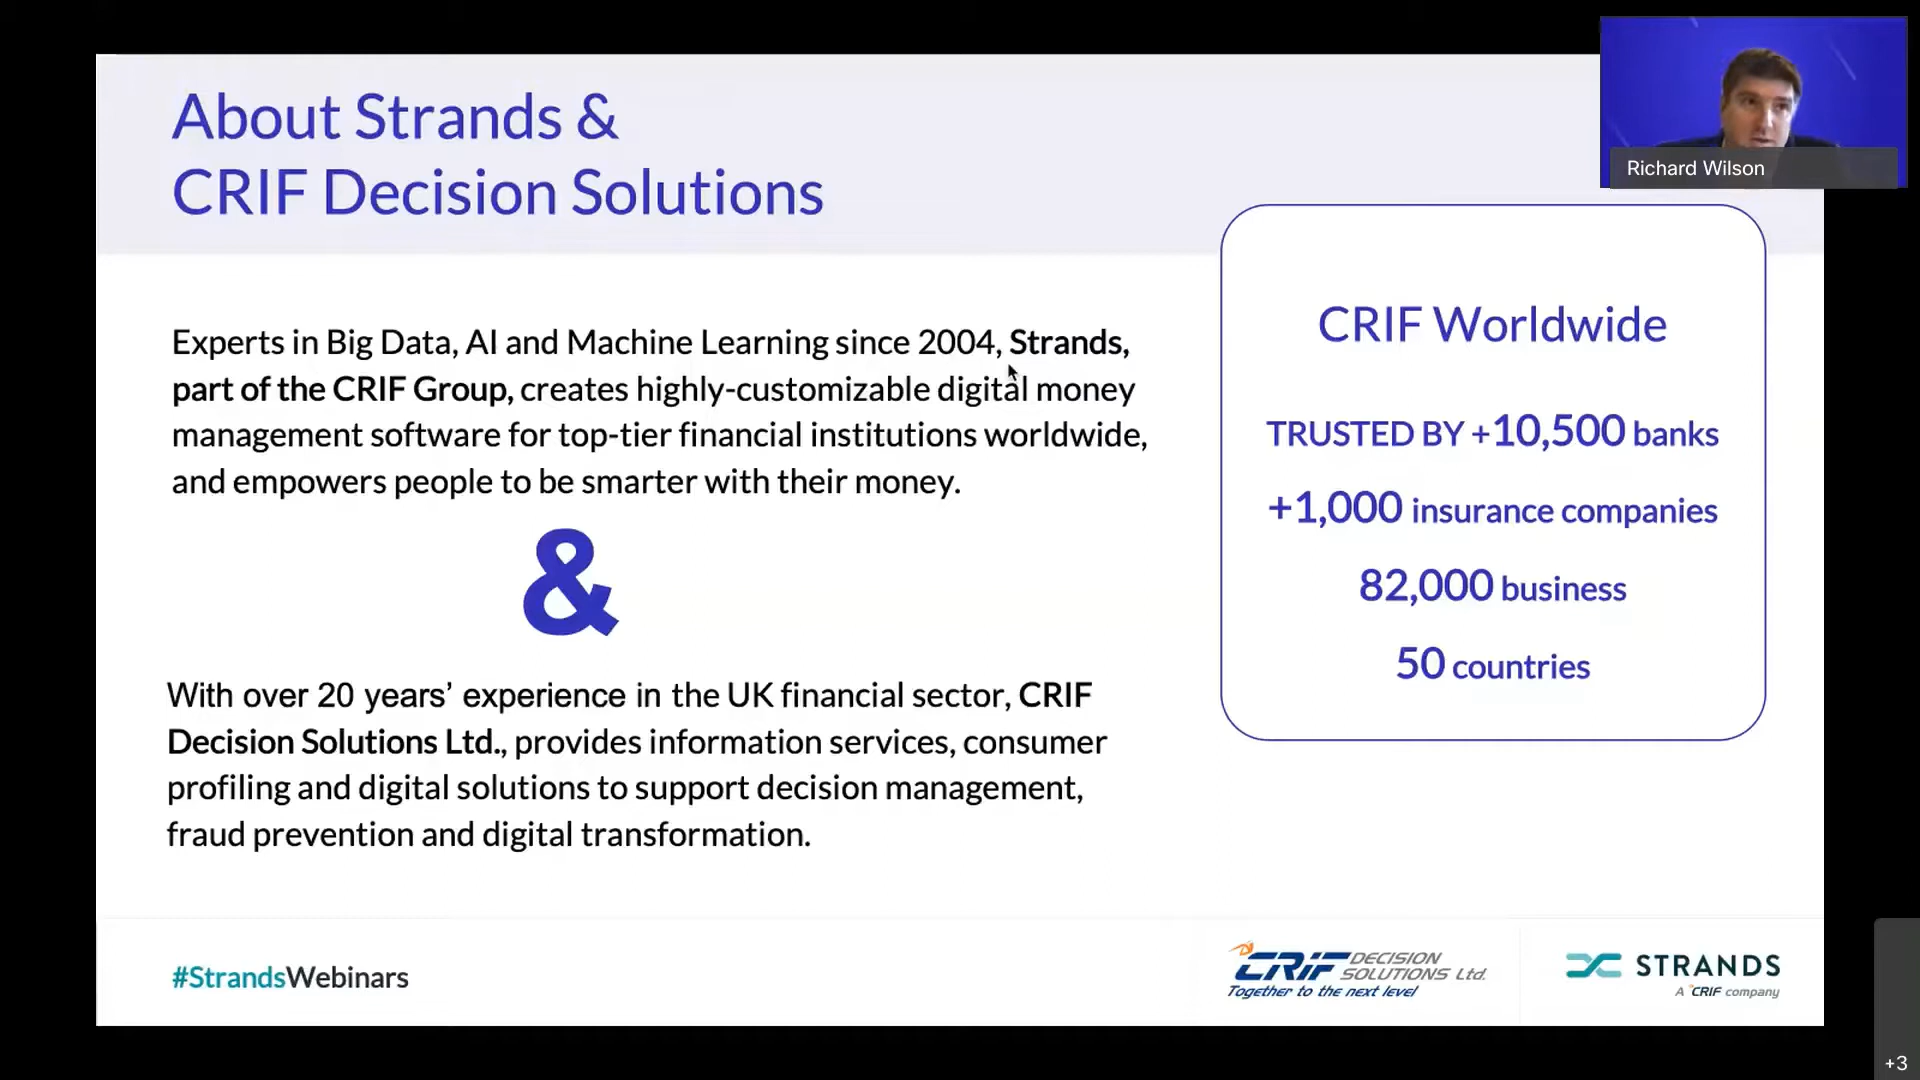 About Strands &
CRIF Decision Solutions
Richard Wilson
Experts in Big Data, AI and Machine Learning since 2004, Strands,
part of the CRIF Group, creates highly-customizable digital money
management software for top-tier financial institutions worldwide,
and empowers people to be smarter with their money.
&
With over 20 years’ experience in the UK financial sector, CRIF
Decision Solutions Ltd., provides information services, consumer
profiling and digital solutions to support decision management,
fraud prevention and digital transformation.
CRIF Worldwide
TRUSTED BY +10,500 banks
+1,000 insurance companies
82,000 business
50 countries
#StrandsWebinars
CRIF DECISION
SOLUTIONS Ltd.
Together to the next level
STRANDS
A CRIF company
+3